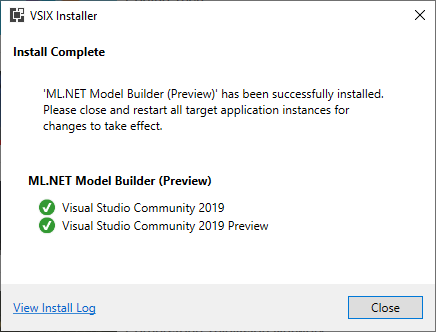 VSIX Installer
Install Complete
'ML.NET Model Builder (Preview)' has been successfully installed.
Please close and restart all target application instances for
changes to take effect.
ML.NET Model Builder (Preview)
Visual Studio Community 2019
Visual Studio Community 2019 Preview
View Install Log
Close